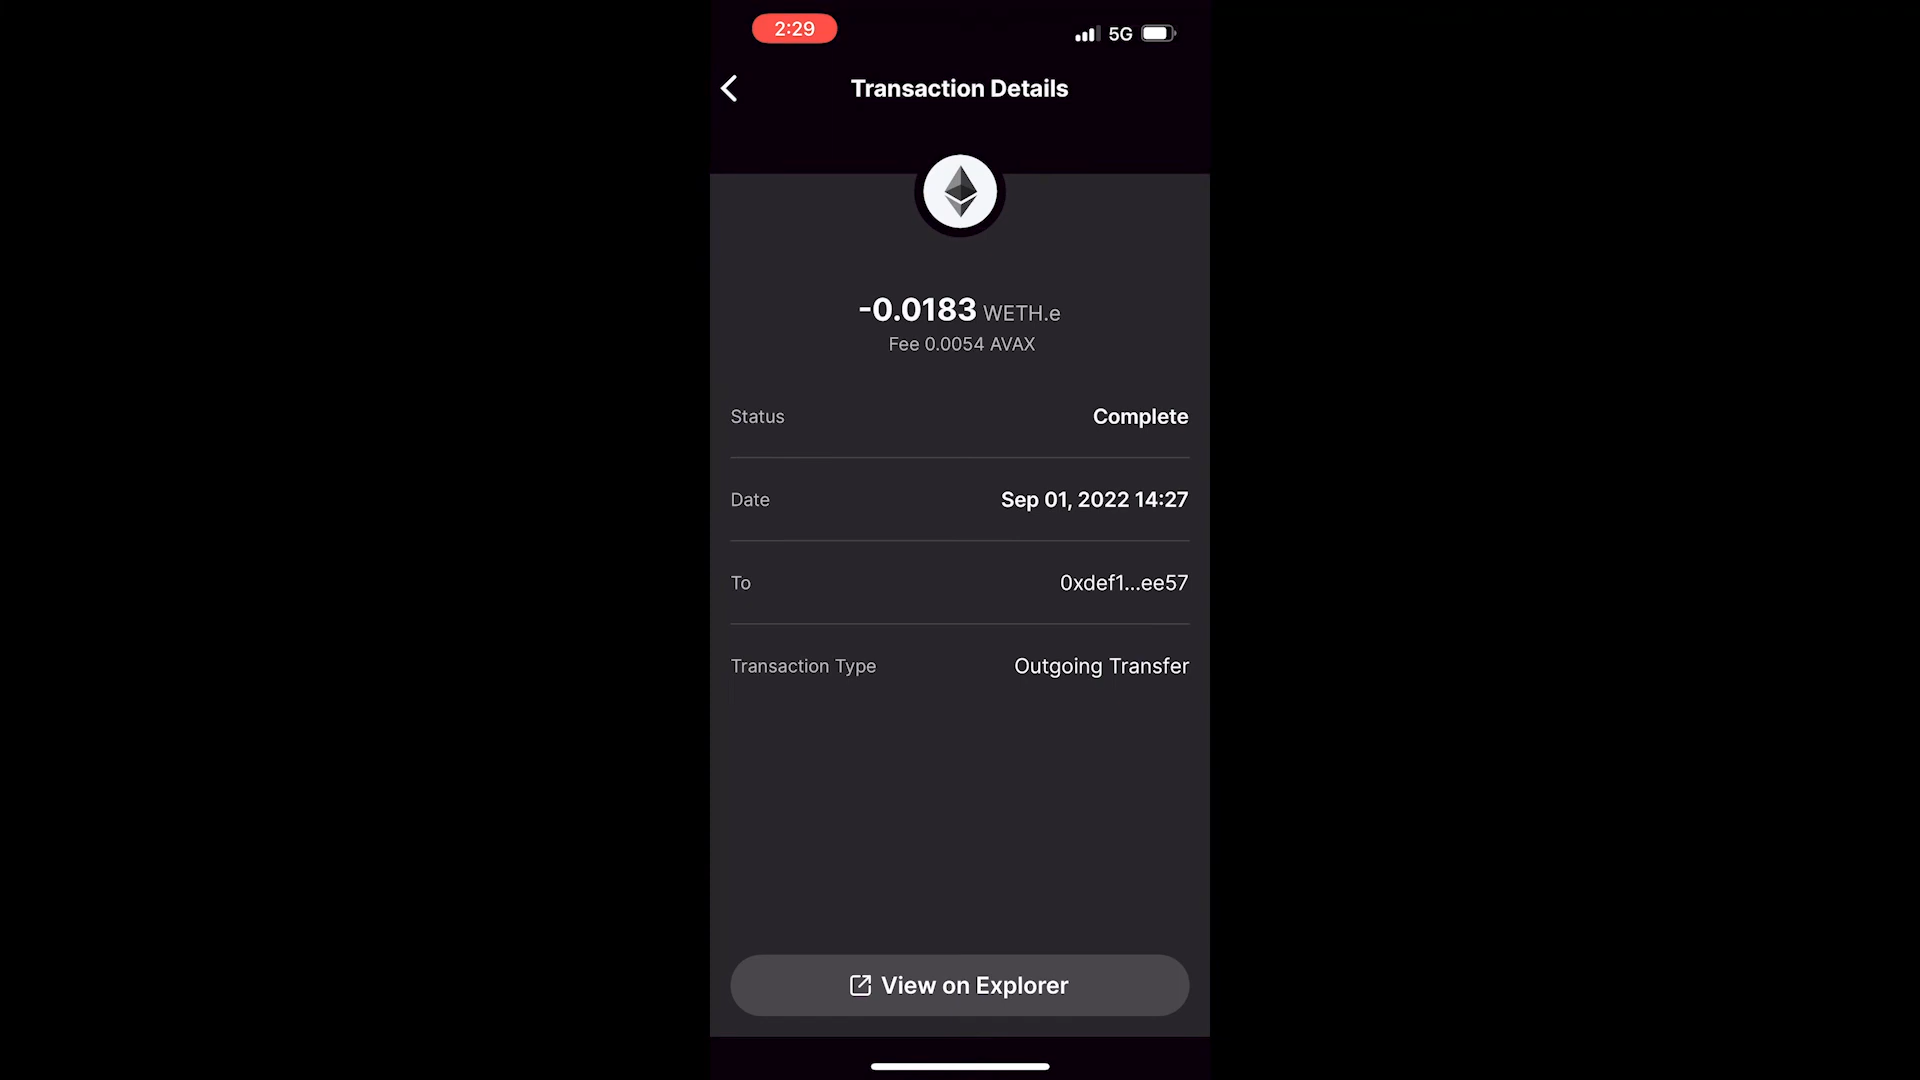 2:29
5G
Transaction Details
-0.0183 WETH.e
Fee 0.0054 AVAX
Status Complete
Date Sep 01, 2022 14:27
To 0xdef1...ee57
Transaction Type Outgoing Transfer
View on Explorer